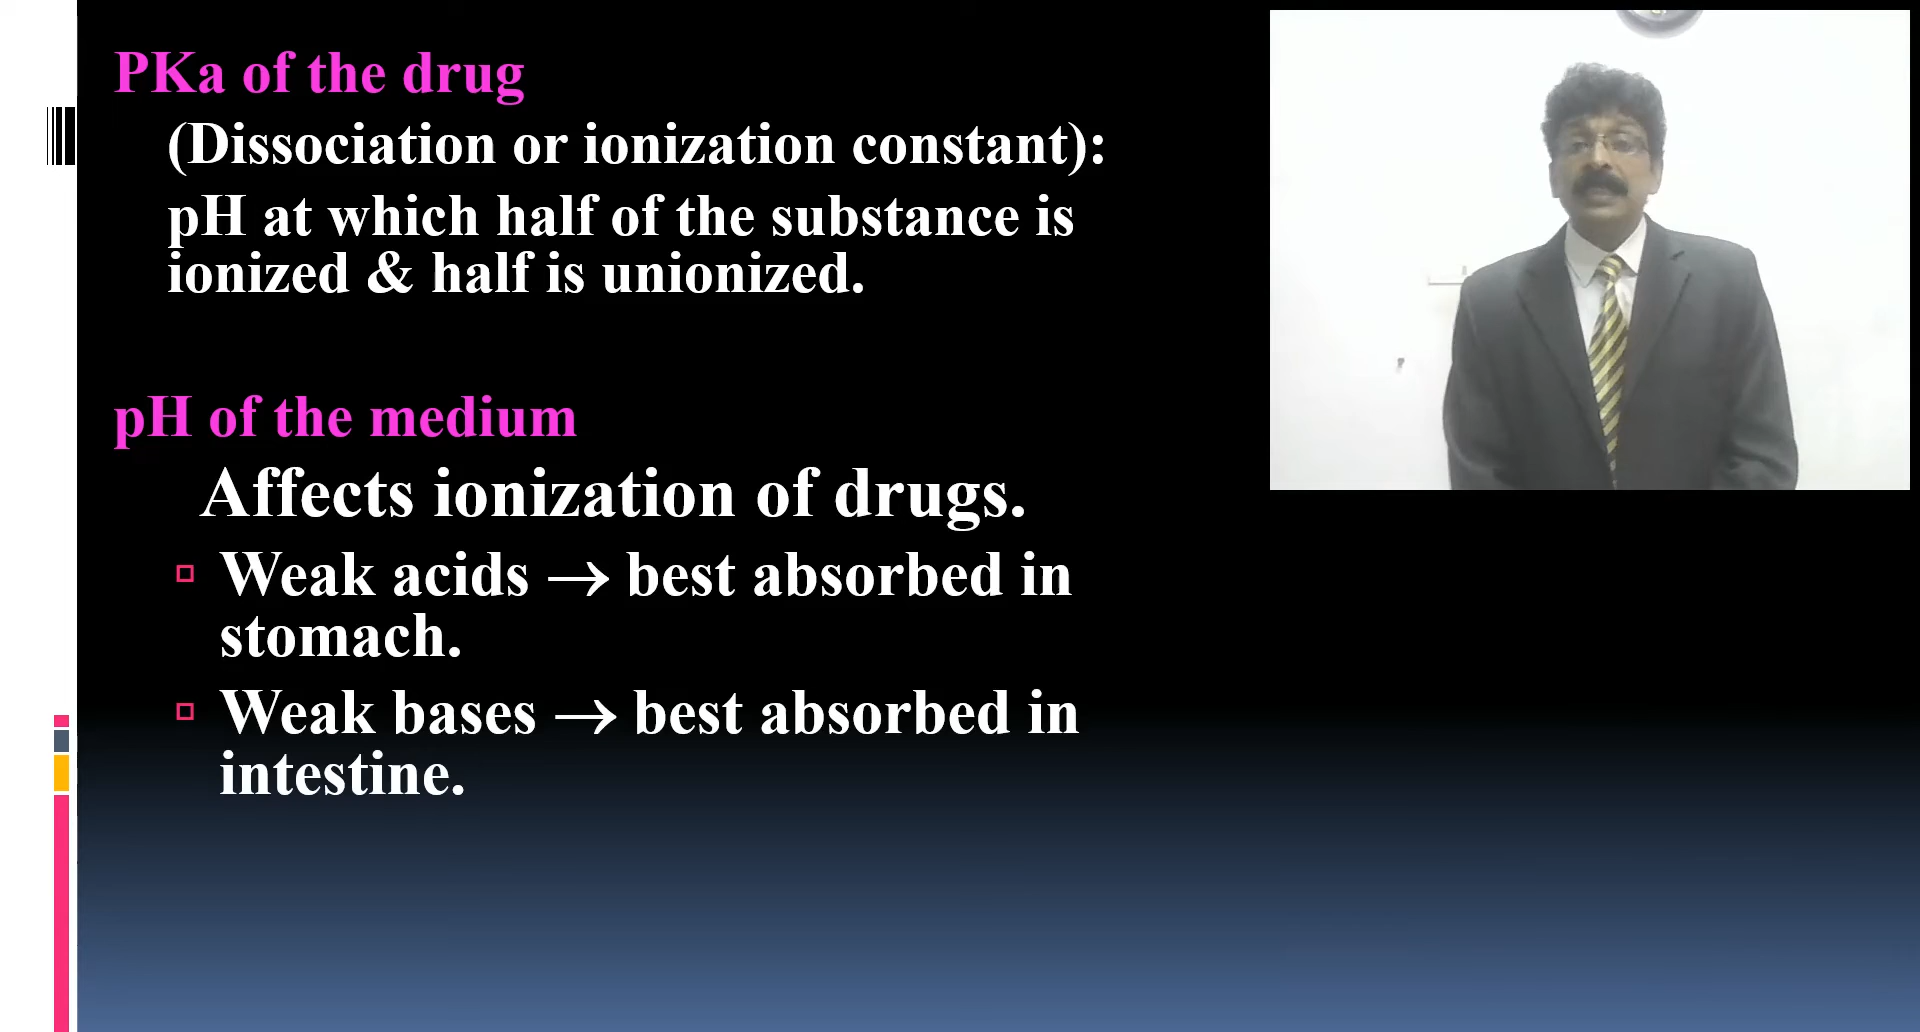 PKa of the drug
(Dissociation or ionization constant):
pH at which half of the substance is
ionized & half is unionized.
pH of the medium
Affects ionization of drugs.
▫ Weak acids → best absorbed in
stomach.
▫ Weak bases → best absorbed in
intestine.